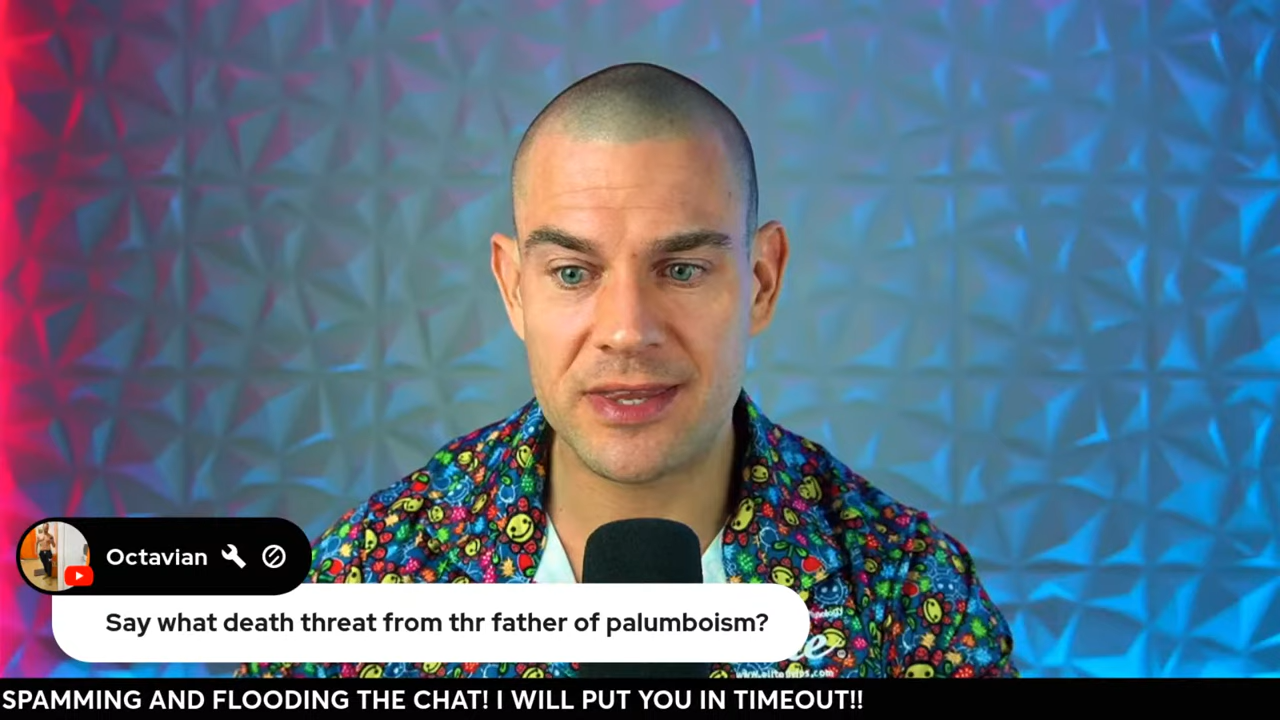 Octavian
Say what death threat from thr father of palumboism?
SPAMMING AND FLOODING THE CHAT! I WILL PUT YOU IN TIMEOUT!!